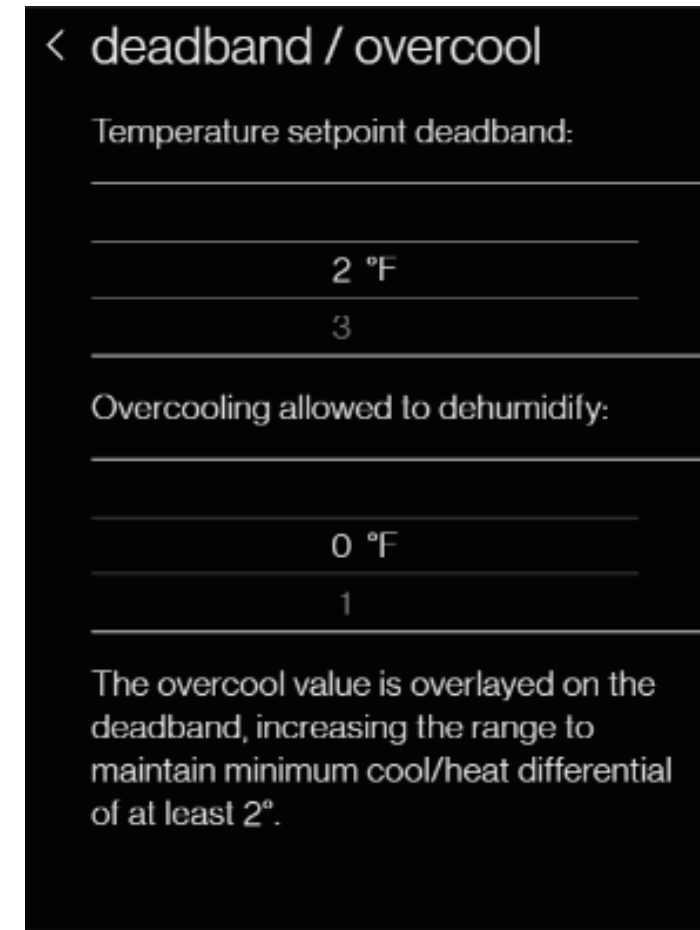 < deadband / overcool
Temperature setpoint deadband:
2 °F
3
Overcooling allowed to dehumidify:
0 °F
1
The overcool value is overlayed on the
deadband, increasing the range to
maintain minimum cool/heat differential
of at least 2°.